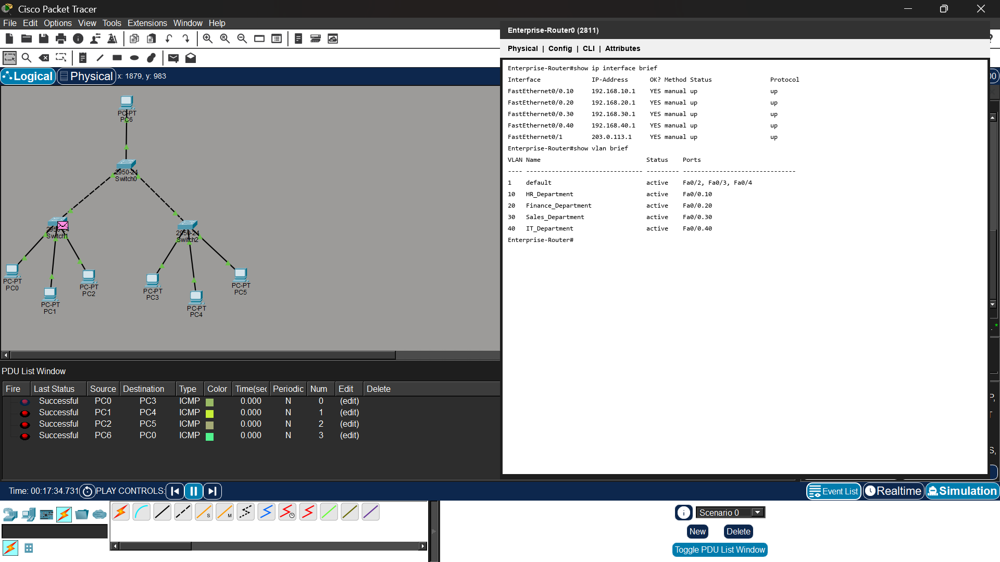 Cisco Packet Tracer
File Edit Options View Tools Extensions Window Help
Logical Physical x: 1879, y: 983
PC-PT
PC6
2950-24
Switch0
2950-24
Switch1
2950-24
Switch2
PC-PT
PC0
PC-PT
PC1
PC-PT
PC2
PC-PT
PC3
PC-PT
PC4
PC-PT
PC5
Enterprise-Router0 (2811)
Physical | Config | CLI | Attributes
Enterprise-Router#show ip interface brief
Interface IP-Address OK? Method Status Protocol
FastEthernet0/0.10 192.168.10.1 YES manual up up
FastEthernet0/0.20 192.168.20.1 YES manual up up
FastEthernet0/0.30 192.168.30.1 YES manual up up
FastEthernet0/0.40 192.168.40.1 YES manual up up
FastEthernet0/1 203.0.113.1 YES manual up up
Enterprise-Router#show vlan brief
VLAN Name Status Ports
---- -------------------------------- --------- -------------------------------
1 default active Fa0/2, Fa0/3, Fa0/4
10 HR_Department active Fa0/0.10
20 Finance_Department active Fa0/0.20
30 Sales_Department active Fa0/0.30
40 IT_Department active Fa0/0.40
Enterprise-Router#
PDU List Window
Fire Last Status Source Destination Type Color Time(sec Periodic Num Edit Delete
Successful PC0 PC3 ICMP 0.000 N 0 (edit)
Successful PC1 PC4 ICMP 0.000 N 1 (edit)
Successful PC2 PC5 ICMP 0.000 N 2 (edit)
Successful PC6 PC0 ICMP 0.000 N 3 (edit)
Time: 00:17:34.731 PLAY CONTROLS:
Event List Realtime Simulation
S M
Scenario 0
New Delete
Toggle PDU List Window